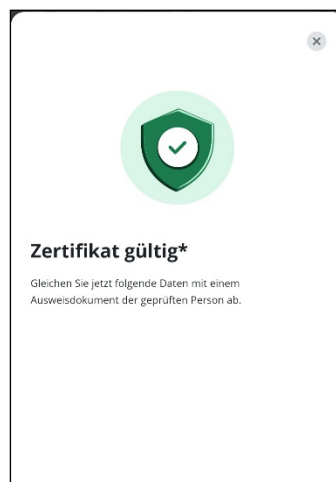 Zertifikat gültig*
Gleichen Sie jetzt folgende Daten mit einem
Ausweisdokument der geprüften Person ab.